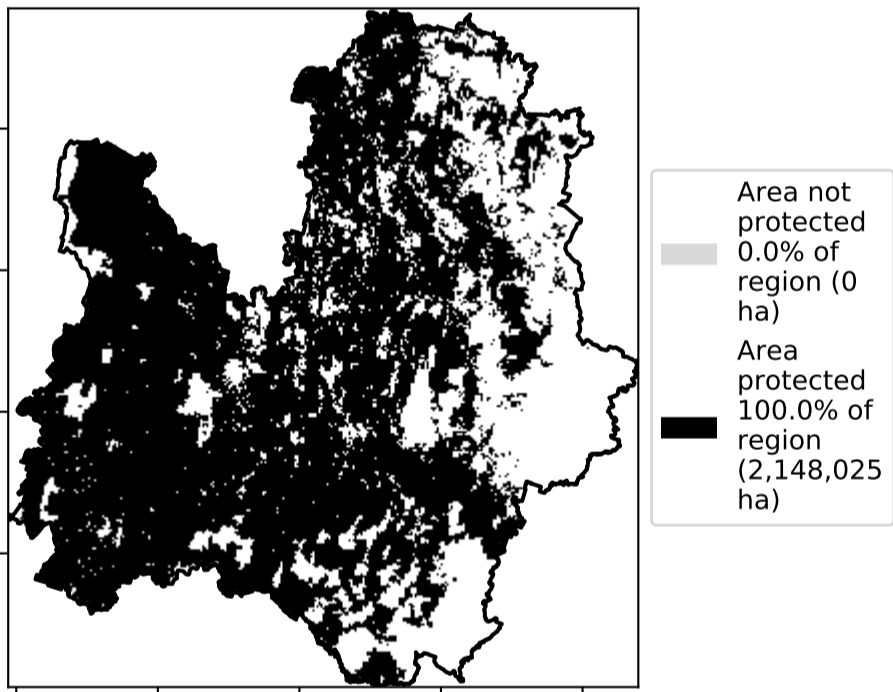 Area not
protected
0.0% of
region (0
ha)
Area
protected
100.0% of
region
(2,148,025
ha)